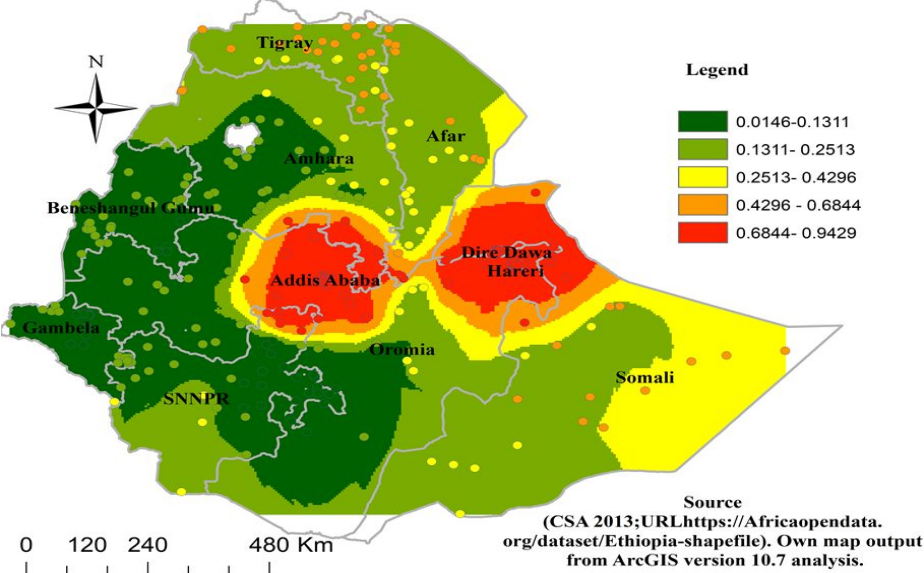 Tigray
N
Legend
0.0146-0.1311
0.1311- 0.2513
0.2513- 0.4296
0.4296 - 0.6844
0.6844- 0.9429
Afar
Amhara
Beneshangul Gumu
Dire Dawa
Hareri
Addis Ababa
Gambela
Oromia
Somali
SNNPR
Source
(CSA 2013;URLhttps://Africaopendata.
org/dataset/Ethiopia-shapefile). Own map output
from ArcGIS version 10.7 analysis.
0 120 240 480 Km